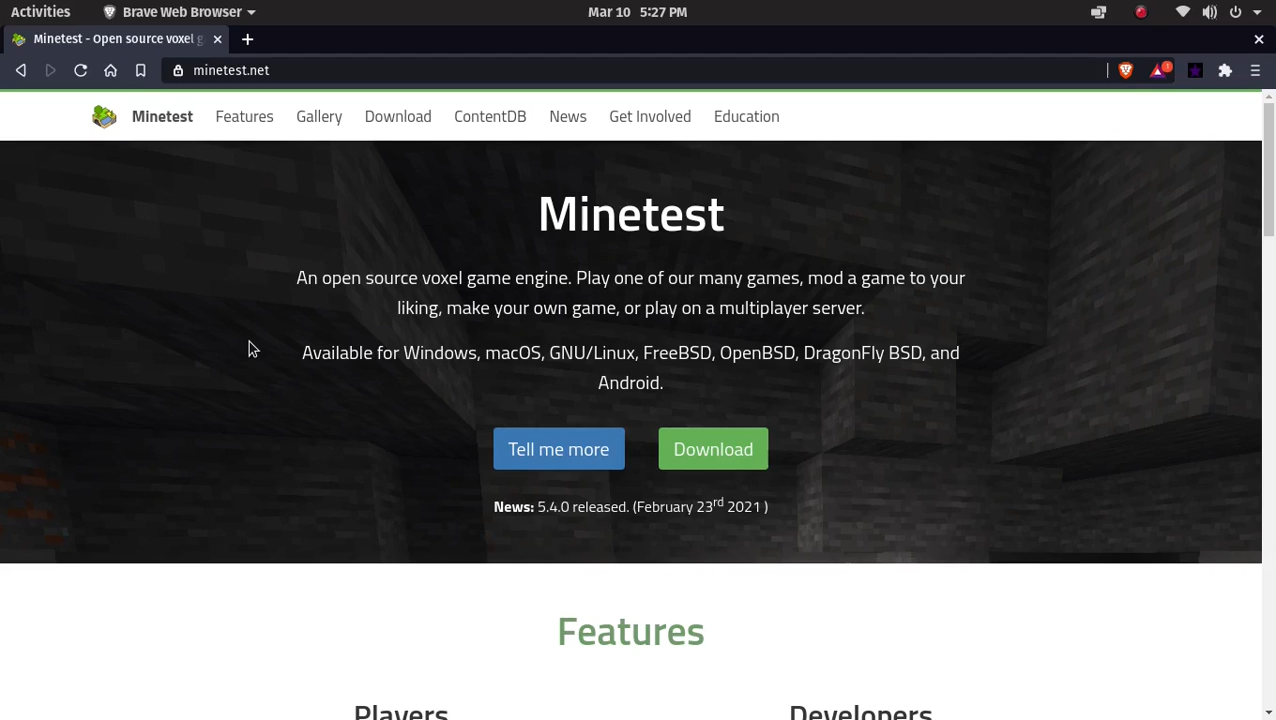 Activities Brave Web Browser Mar 10 5:27 PM
Minetest - Open source voxel g
minetest.net
Minetest Features Gallery Download ContentDB News Get Involved Education
Minetest
An open source voxel game engine. Play one of our many games, mod a game to your
liking, make your own game, or play on a multiplayer server.
Available for Windows, macOS, GNU/Linux, FreeBSD, OpenBSD, DragonFly BSD, and
Android.
Tell me more Download
News: 5.4.0 released. (February 23rd 2021 )
Features
Players Developers